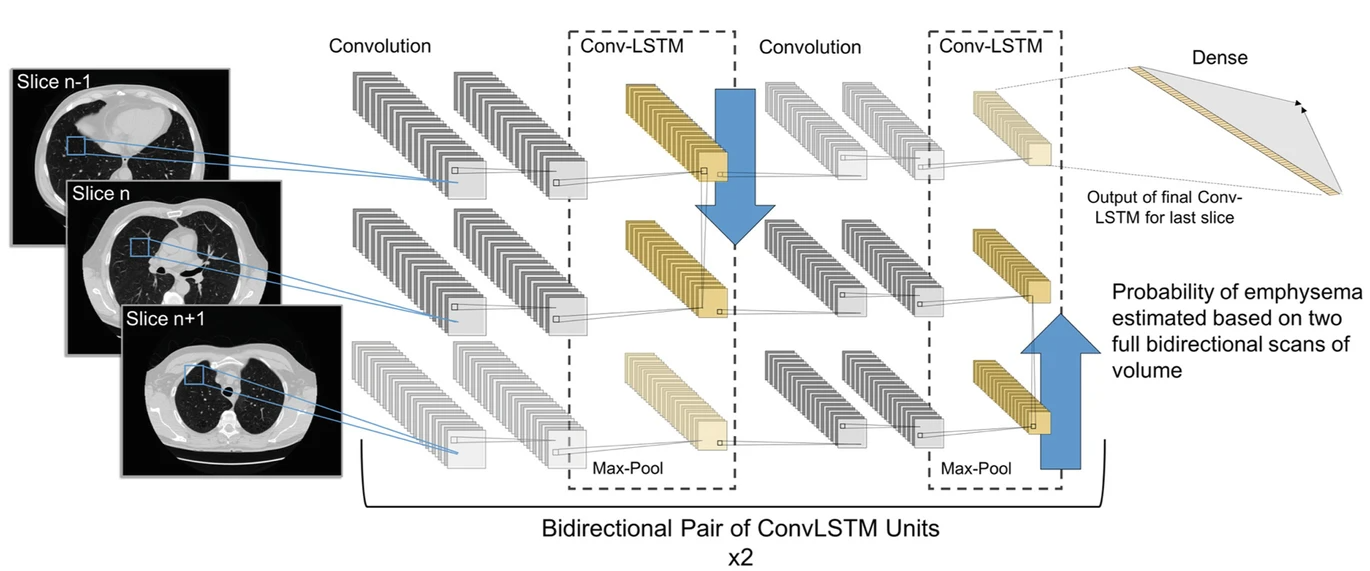 Convolution
Conv-LSTM
Convolution
Conv-LSTM
Dense
Slice n-1
Slice n
Slice n+1
Output of final Conv-
LSTM for last slice
Probability of emphysema
estimated based on two
full bidirectional scans of
volume
Max-Pool
Max-Pool
Bidirectional Pair of ConvLSTM Units
x2